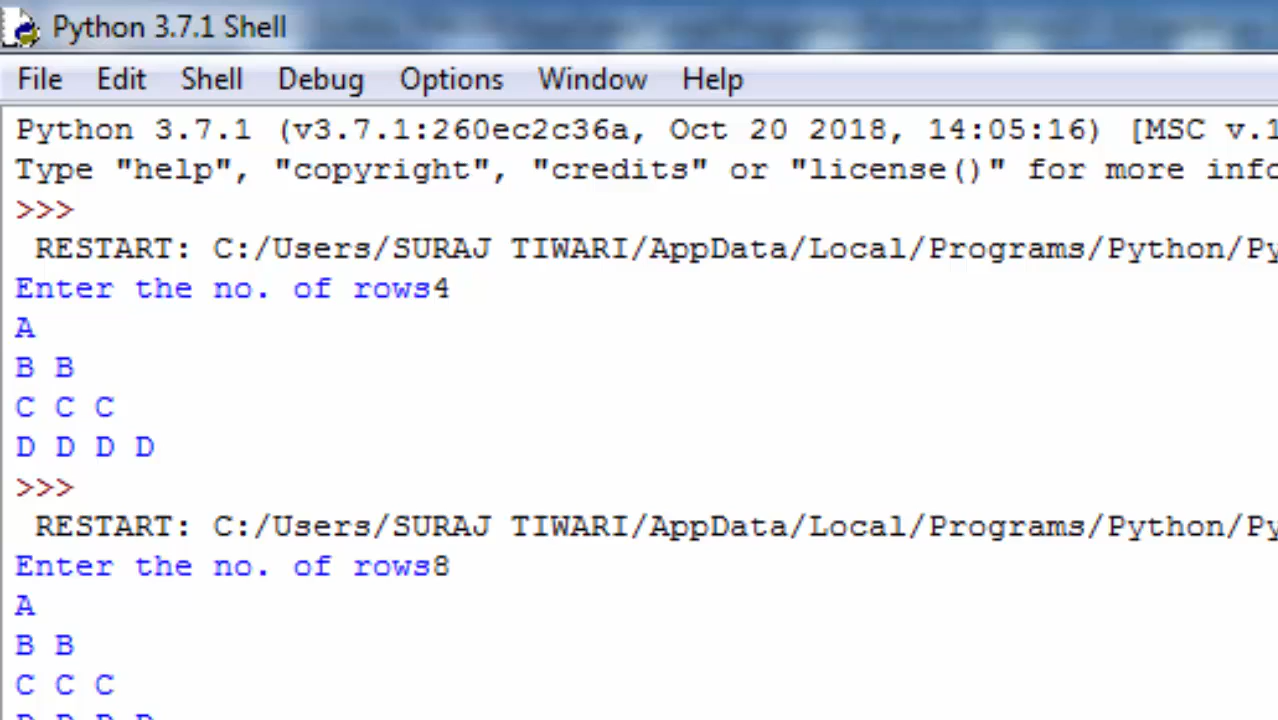 Python 3.7.1 Shell
File Edit Shell Debug Options Window Help
Python 3.7.1 (v3.7.1:260ec2c36a, Oct 20 2018, 14:05:16) [MSC v.1
Type "help", "copyright", "credits" or "license()" for more info
>>>
RESTART: C:/Users/SURAJ TIWARI/AppData/Local/Programs/Python/Py
Enter the no. of rows4
A
B B
C C C
D D D D
>>>
RESTART: C:/Users/SURAJ TIWARI/AppData/Local/Programs/Python/Py
Enter the no. of rows8
A
B B
C C C
D D D D